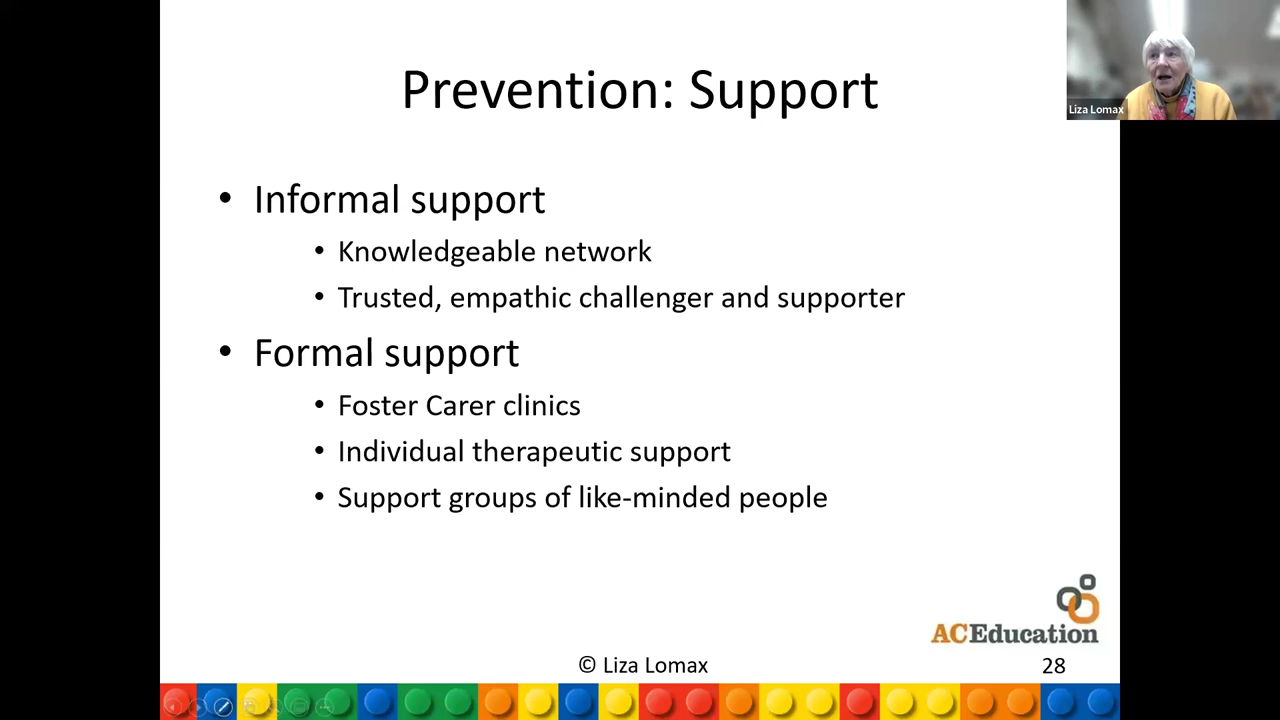 Prevention: Support
Liza Lomax
• Informal support
• Knowledgeable network
• Trusted, empathic challenger and supporter
• Formal support
• Foster Carer clinics
• Individual therapeutic support
• Support groups of like-minded people
ACEducation
© Liza Lomax
28